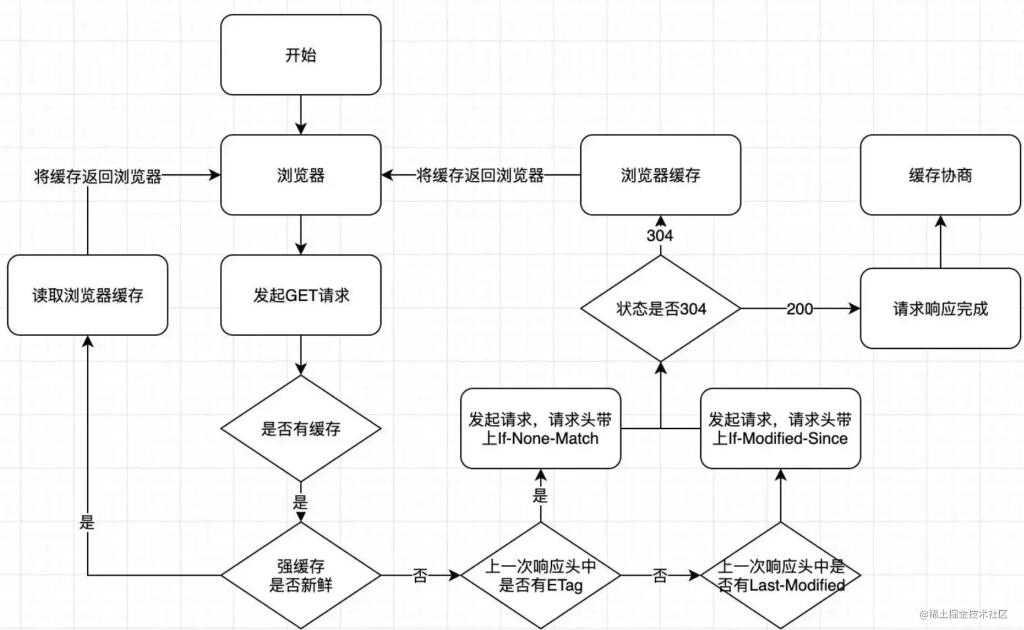 开始
将缓存返回浏览器
浏览器
将缓存返回浏览器
浏览器缓存
缓存协商
304
读取浏览器缓存
发起GET请求
状态是否304
200
请求响应完成
是否有缓存
发起请求，请求头带
上If-None-Match
发起请求，请求头带
上If-Modified-Since
是
是
是
强缓存
是否新鲜
否
上一次响应头中
是否有ETag
否
上一次响应头中是
否有Last-Modified
@稀土掘金技术社区